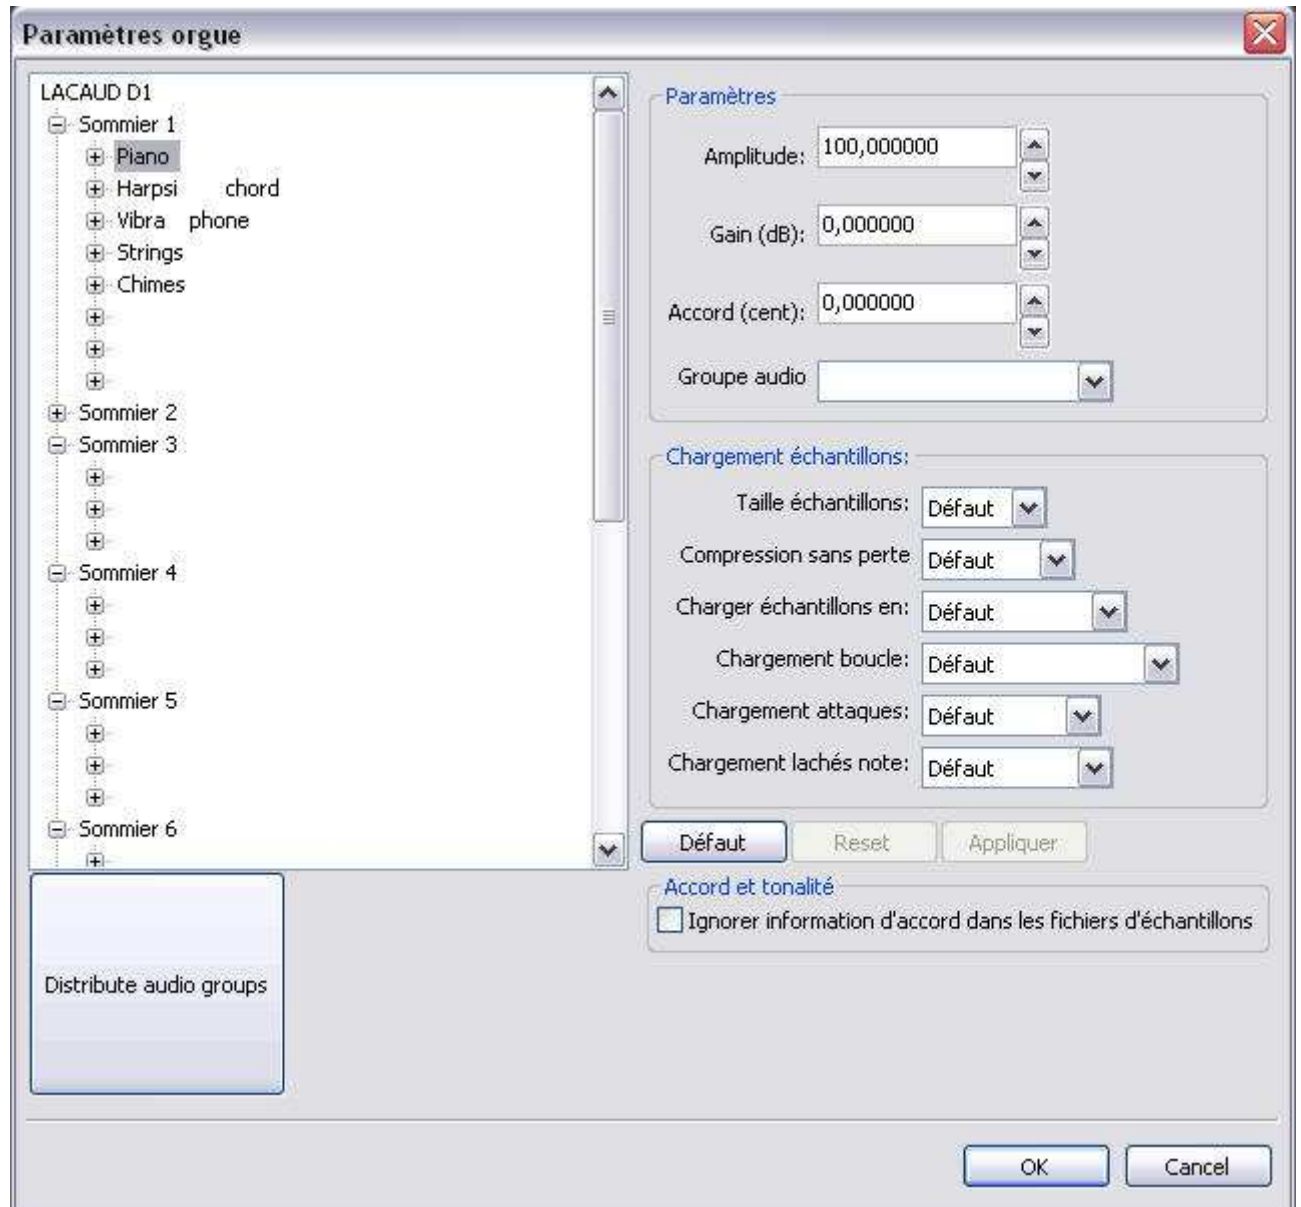 Paramètres orgue
LACAUD D1
Sommier 1
Piano
Harpsi chord
Vibra phone
Strings
Chimes
Sommier 2
Sommier 3
Sommier 4
Sommier 5
Sommier 6
Distribute audio groups
Paramètres
Amplitude: 100,000000
Gain (dB): 0,000000
Accord (cent): 0,000000
Groupe audio
Chargement échantillons:
Taille échantillons: Défaut
Compression sans perte Défaut
Charger échantillons en: Défaut
Chargement boucle: Défaut
Chargement attaques: Défaut
Chargement lachés note: Défaut
Défaut Reset Appliquer
Accord et tonalité
Ignorer information d'accord dans les fichiers d'échantillons
OK Cancel